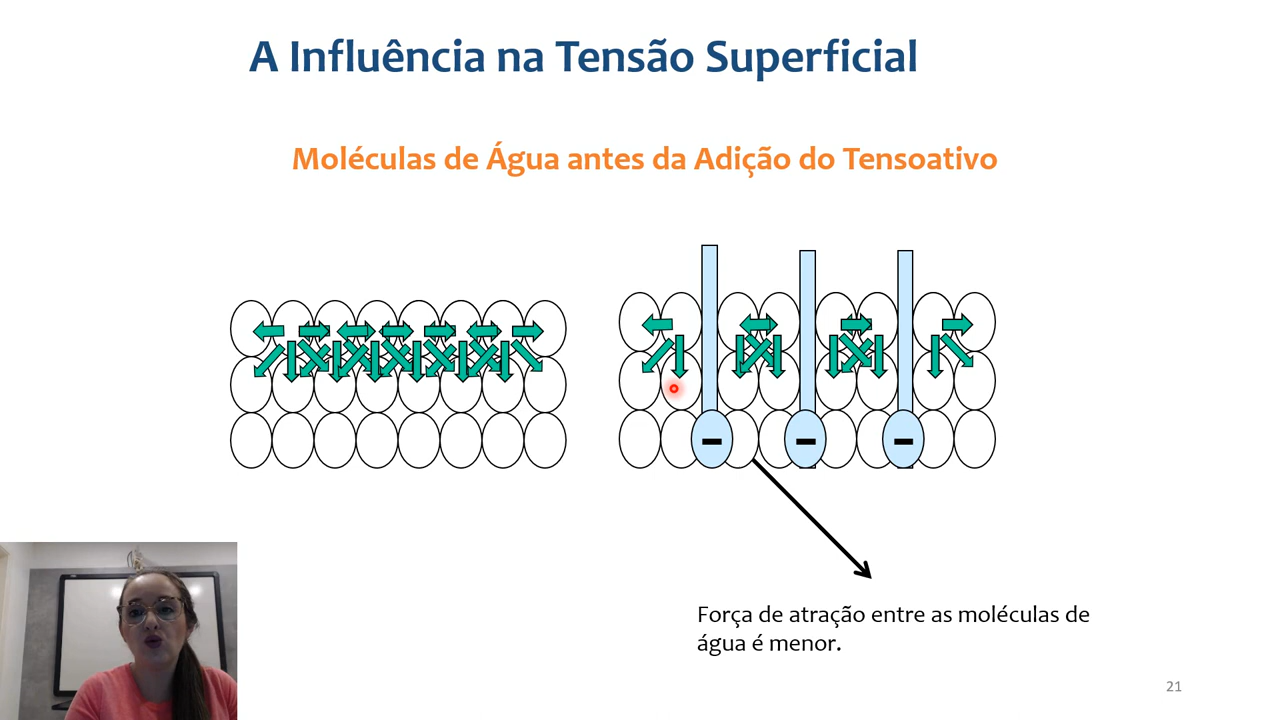 A Influência na Tensão Superficial
Moléculas de Água antes da Adição do Tensoativo
Força de atração entre as moléculas de
água é menor.
21